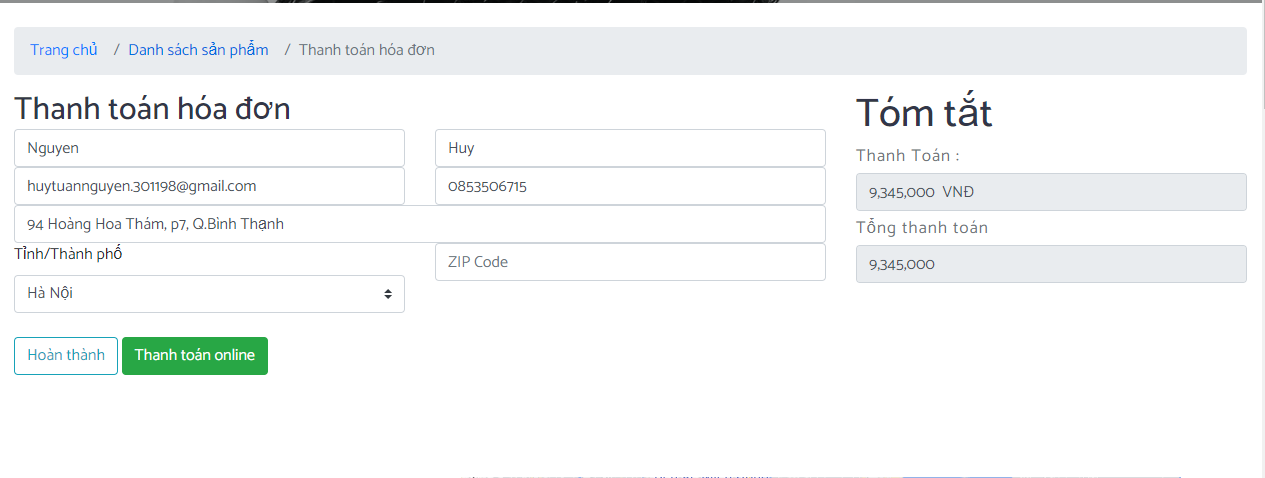 Trang chủ / Danh sách sản phẩm / Thanh toán hóa đơn
Thanh toán hóa đơn
Nguyen
Huy
huytuannguyen.301198@gmail.com
0853506715
94 Hoàng Hoa Thám, p7, Q.Bình Thạnh
Tỉnh/Thành phố
ZIP Code
Hà Nội
Hoàn thành
Thanh toán online
Tóm tắt
Thanh Toán :
9,345,000 VNĐ
Tổng thanh toán
9,345,000